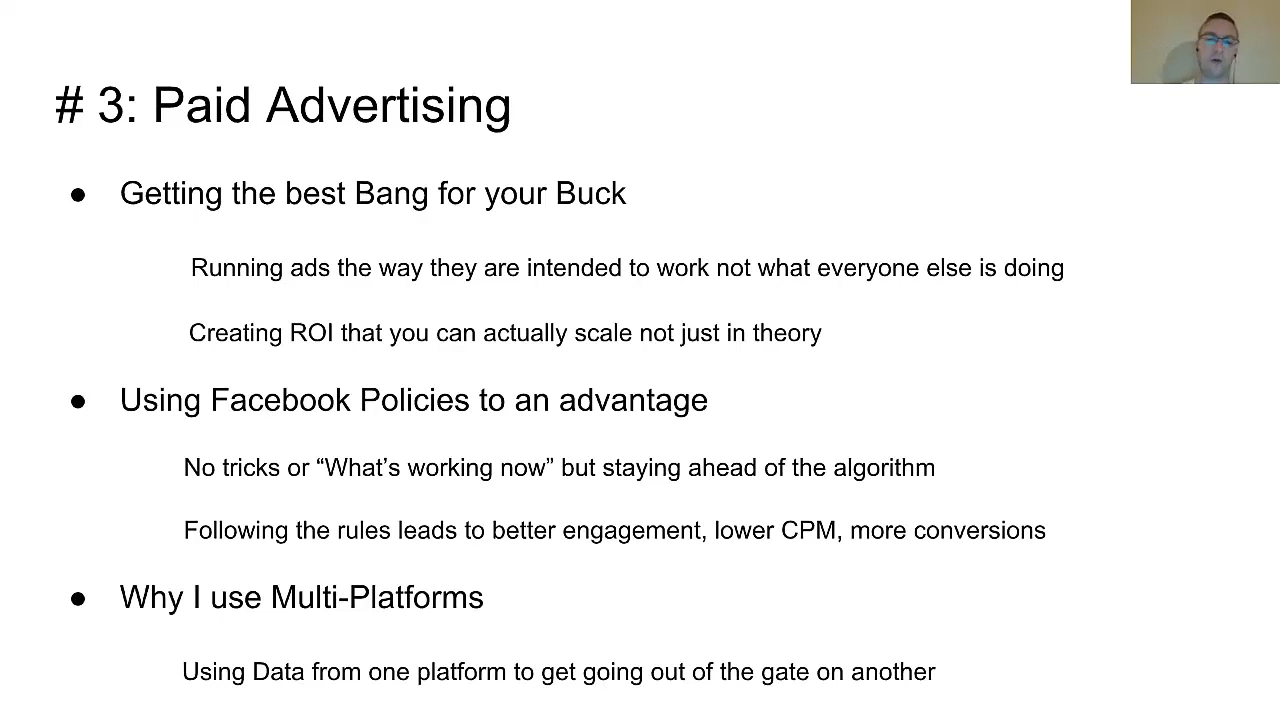 # 3: Paid Advertising
● Getting the best Bang for your Buck
Running ads the way they are intended to work not what everyone else is doing
Creating ROI that you can actually scale not just in theory
● Using Facebook Policies to an advantage
No tricks or “What’s working now” but staying ahead of the algorithm
Following the rules leads to better engagement, lower CPM, more conversions
● Why I use Multi-Platforms
Using Data from one platform to get going out of the gate on another